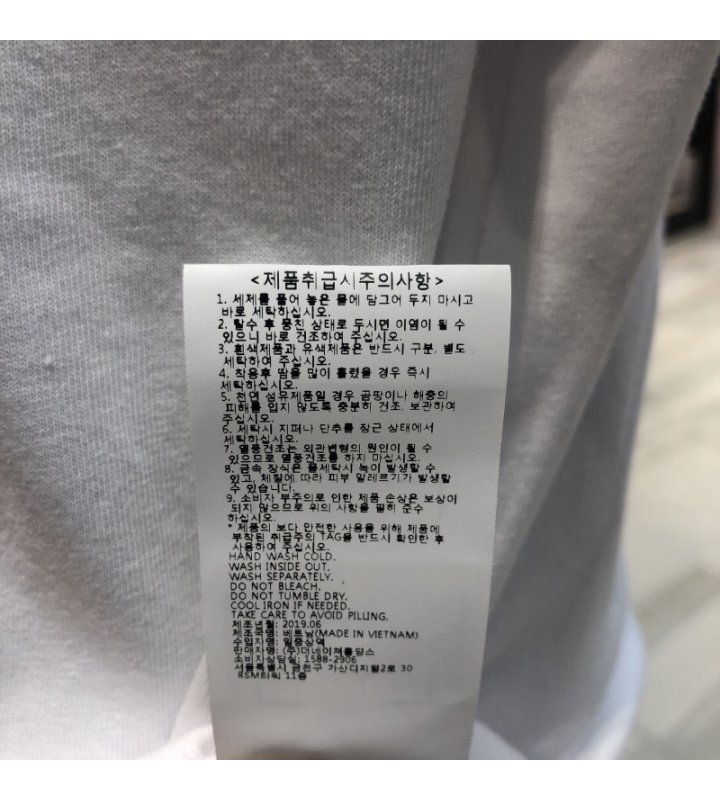 <제품취급시주의사항>
1. 세제를 풀어 놓은 물에 담그어 두지 마시고
바로 세탁하십시오.
2. 탈수 후 뭉친 상태로 두시면 이염이 될 수
있으니 바로 건조하여 주십시오.
3. 흰색제품과 유색제품은 반드시 구분, 별도
세탁하여 주십시오.
4. 착용후 땀을 많이 흘렸을 경우 즉시
세탁하십시오.
5. 천연 섬유제품일 경우 곰팡이나 해충의
피해를 입지 않도록 충분히 건조, 보관하여
주십시오.
6. 세탁시 지퍼나 단추를 잠근 상태에서
세탁하십시오.
7. 열풍건조는 외관변형의 원인이 될 수
있으므로 열풍건조를 하지 마십시오.
8. 금속 장식은 물세탁시 녹이 발생할 수
있고, 체질에 따라 피부 알레르기가 발생할
수 있습니다.
9. 소비자 부주의로 인한 제품 손상은 보상이
되지 않으므로 위의 사항을 필히 준수
하십시오.
* 제품의 보다 안전한 사용을 위해 제품에
부착된 취급주의 TAG을 반드시 확인한 후
사용하여 주십시오.
HAND WASH COLD.
WASH INSIDE OUT.
WASH SEPARATELY.
DO NOT BLEACH.
DO NOT TUMBLE DRY.
COOL IRON IF NEEDED.
TAKE CARE TO AVOID PILLING.
제조년월: 2019.06
제조국명: 베트남(MADE IN VIETNAM)
수입자명: 일중상역
판매자명: (주)더네이쳐홀딩스
소비자상담실: 1588-2906
서울특별시 금천구 가산디지털2로 30
RSM타워 11층